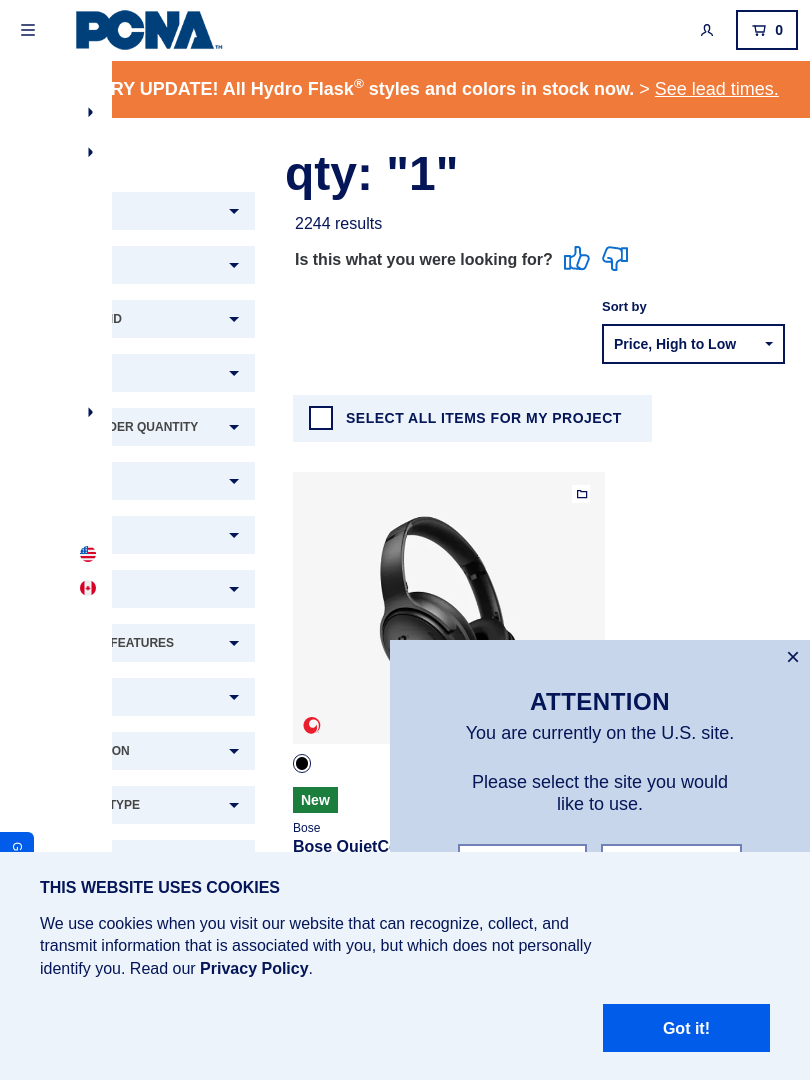 PCNA™
0
RY UPDATE! All Hydro Flask® styles and colors in stock now. > See lead times.
qty: "1"
2244 results
Is this what you were looking for?
Sort by
Price, High to Low
DER QUANTITY
SELECT ALL ITEMS FOR MY PROJECT
FEATURES
ON
TYPE
New
Bose
Bose QuietC
ATTENTION
You are currently on the U.S. site.
Please select the site you would
like to use.
G
THIS WEBSITE USES COOKIES
We use cookies when you visit our website that can recognize, collect, and
transmit information that is associated with you, but which does not personally
identify you. Read our Privacy Policy.
Got it!